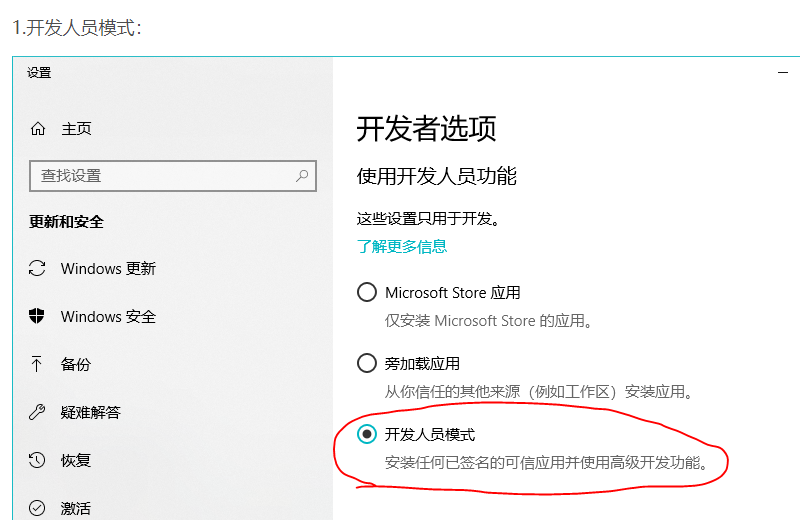 1.开发人员模式：
设置
主页
查找设置
更新和安全
Windows 更新
Windows 安全
备份
疑难解答
恢复
激活
开发者选项
使用开发人员功能
这些设置只用于开发。
了解更多信息
Microsoft Store 应用
仅安装 Microsoft Store 的应用。
旁加载应用
从你信任的其他来源（例如工作区）安装应用。
开发人员模式
安装任何已签名的可信应用并使用高级开发功能。